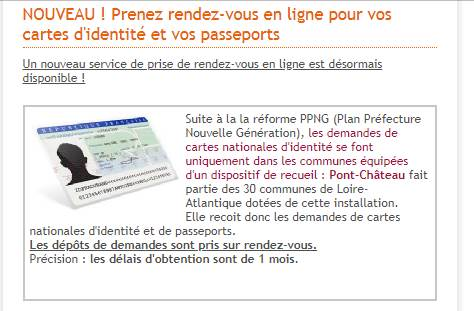 NOUVEAU ! Prenez rendez-vous en ligne pour vos
cartes d'identité et vos passeports
Un nouveau service de prise de rendez-vous en ligne est désormais
disponible !
RÉPUBLIQUE FRANÇAISE
Suite à la la réforme PPNG (Plan Préfecture
Nouvelle Génération), les demandes de
cartes nationales d'identité se font
uniquement dans les communes équipées
d'un dispositif de recueil : Pont-Château fait
partie des 30 communes de Loire-
Atlantique dotées de cette installation.
Elle recoit donc les demandes de cartes
nationales d'identité et de passeports.
Les dépôts de demandes sont pris sur rendez-vous.
Précision : les délais d'obtention sont de 1 mois.